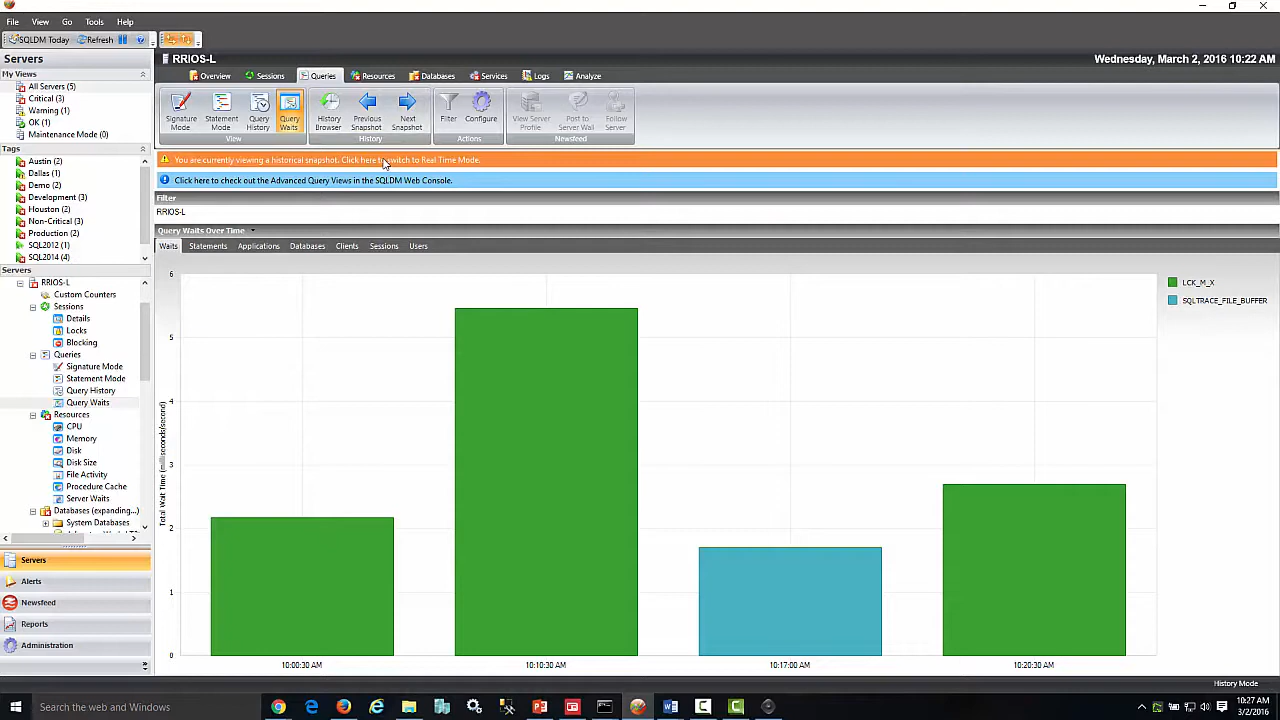 File View Go Tools Help
SQLDM Today Refresh
Servers
RRIOS-L
Wednesday, March 2, 2016 10:22 AM
My Views
All Servers (5)
Critical (3)
Warning (1)
OK (1)
Maintenance Mode (0)
Tags
Austin (2)
Dallas (1)
Demo (2)
Development (3)
Houston (2)
Non-Critical (3)
Production (2)
SQL2012 (1)
SQL2014 (4)
Servers
RRIOS-L
Custom Counters
Sessions
Details
Locks
Blocking
Queries
Signature Mode
Statement Mode
Query History
Query Waits
Resources
CPU
Memory
Disk
Disk Size
File Activity
Procedure Cache
Server Waits
Databases (expanding...)
System Databases
Servers
Alerts
Newsfeed
Reports
Administration
Overview Sessions Queries Resources Databases Services Logs Analyze
Signature Mode
Statement Mode
Query History
Query Waits
History Browser
Previous Snapshot
Next Snapshot
Filter
Configure
View Server Profile
Post to Server Wall
Follow Server
View History Actions Newsfeed
You are currently viewing a historical snapshot. Click here to switch to Real Time Mode.
Click here to check out the Advanced Query Views in the SQLDM Web Console.
Filter
RRIOS-L
Query Waits Over Time
Waits Statements Applications Databases Clients Sessions Users
6
5
4
3
2
1
0
Total Wait Time (milliseconds/second)
10:00:30 AM 10:10:30 AM 10:17:00 AM 10:20:30 AM
LCK_M_X
SQLTRACE_FILE_BUFFER
History Mode
Search the web and Windows
10:27 AM
3/2/2016